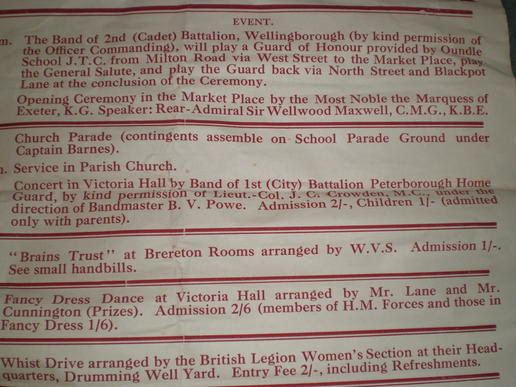 EVENT.
m. The Band of 2nd (Cadet) Battalion, Wellingborough (by kind permission of
the Officer Commanding), will play a Guard of Honour provided by Oundle
School J.T.C. from Milton Road via West Street to the Market Place, play
the General Salute, and play the Guard back via North Street and Blackpot
Lane at the conclusion of the Ceremony.
Opening Ceremony in the Market Place by the Most Noble the Marquess of
Exeter, K.G. Speaker: Rear-Admiral Sir Wellwood Maxwell, C.M.G., K.B.E.
Church Parade (contingents assemble on School Parade Ground under
Captain Barnes).
n. Service in Parish Church.
Concert in Victoria Hall by Band of 1st (City) Battalion Peterborough Home
Guard, by kind permission of Lieut.-Col. J. C. Crowden, M.C., under the
direction of Bandmaster B. V. Powe. Admission 2/-, Children 1/- (admitted
only with parents).
"Brains Trust" at Brereton Rooms arranged by W.V.S. Admission 1/-.
See small handbills.
Fancy Dress Dance at Victoria Hall arranged by Mr. Lane and Mr.
Cunnington (Prizes). Admission 2/6 (members of H.M. Forces and those in
Fancy Dress 1/6).
Whist Drive arranged by the British Legion Women's Section at their Head-
quarters, Drumming Well Yard. Entry Fee 2/-, including Refreshments.